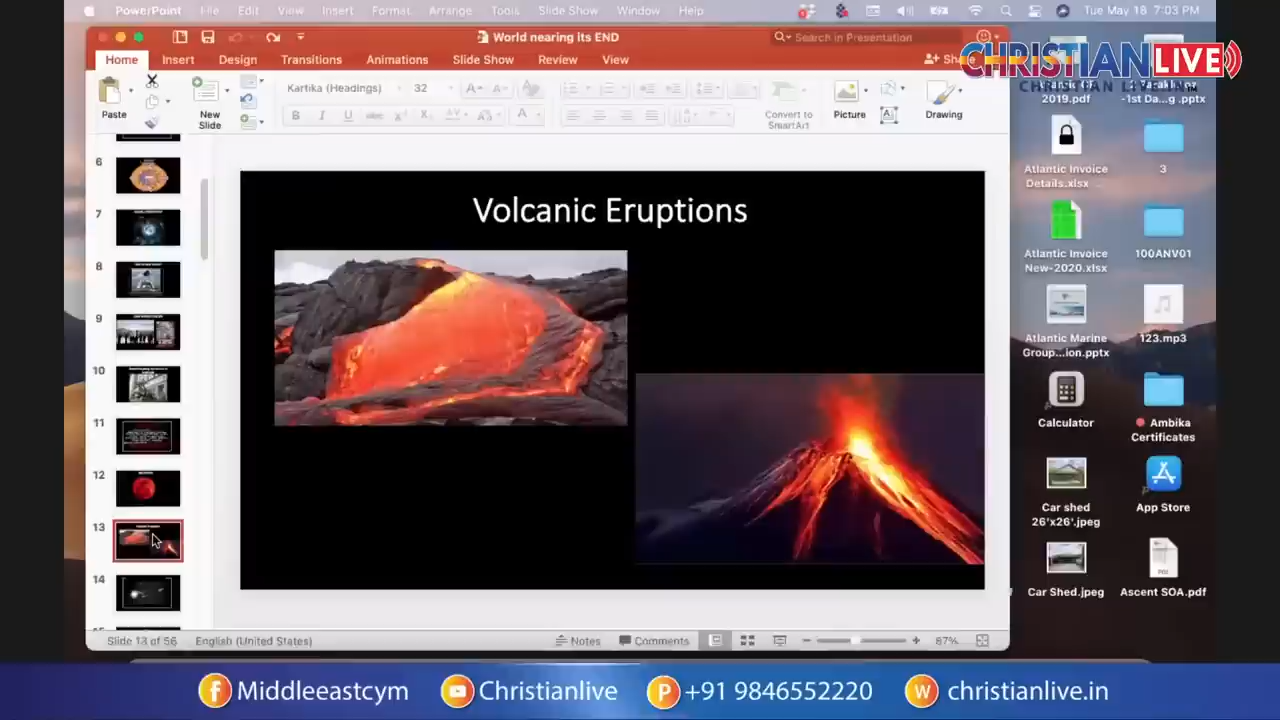 PowerPoint File Edit View Insert Format Arrange Tools Slide Show Window Help Tue May 18 7:03 PM
World nearing its END
Search in Presentation
Home Insert Design Transitions Animations Slide Show Review View
CHRISTIAN LIVE
Kartika (Headings) 32
Paste
New
Slide
Convert to
SmartArt
Picture
Drawing
2019.pdf
.pptx
6
7
8
9
10
11
12
13
14
Volcanic Eruptions
Atlantic Invoice
Details.xlsx
3
Atlantic Invoice
New-2020.xlsx
100ANV01
Atlantic Marine
Group...ion.pptx
123.mp3
Calculator
Ambika
Certificates
Car shed
26'x26'.jpeg
App Store
Car Shed.jpeg
Ascent SOA.pdf
Slide 13 of 56 English (United States) Notes Comments 87%
Middleeastcym Christianlive +91 9846552220 christianlive.in